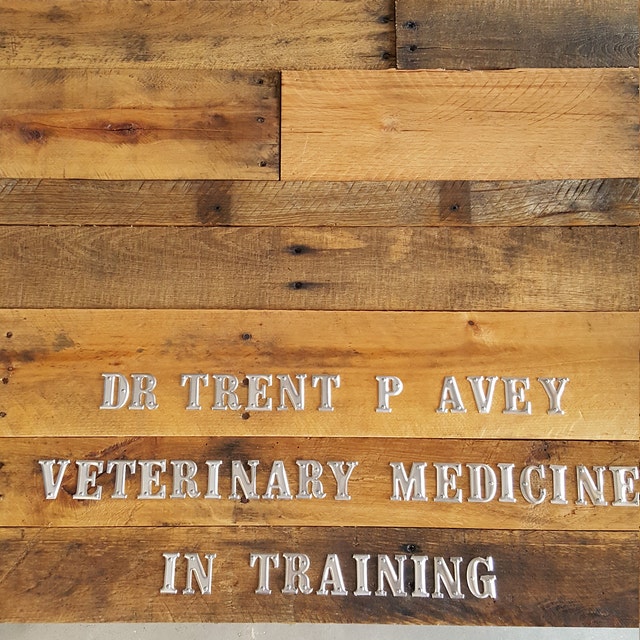 DR TRENT P AVEY
VETERINARY MEDICINE
IN TRAINING